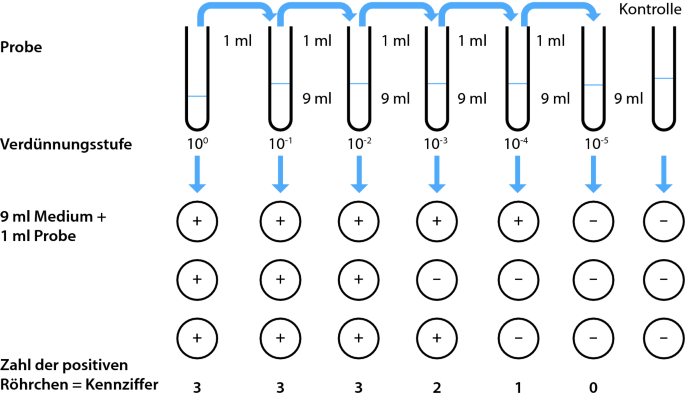 Kontrolle
Probe 1 ml 1 ml 1 ml 1 ml 1 ml
9 ml 9 ml 9 ml 9 ml 9 ml
Verdünnungsstufe 10⁰ 10⁻¹ 10⁻² 10⁻³ 10⁻⁴ 10⁻⁵
9 ml Medium + + + + + + − −
1 ml Probe
+ + + − − − −
+ + + + − − −
Zahl der positiven
Röhrchen = Kennziffer 3 3 3 2 1 0